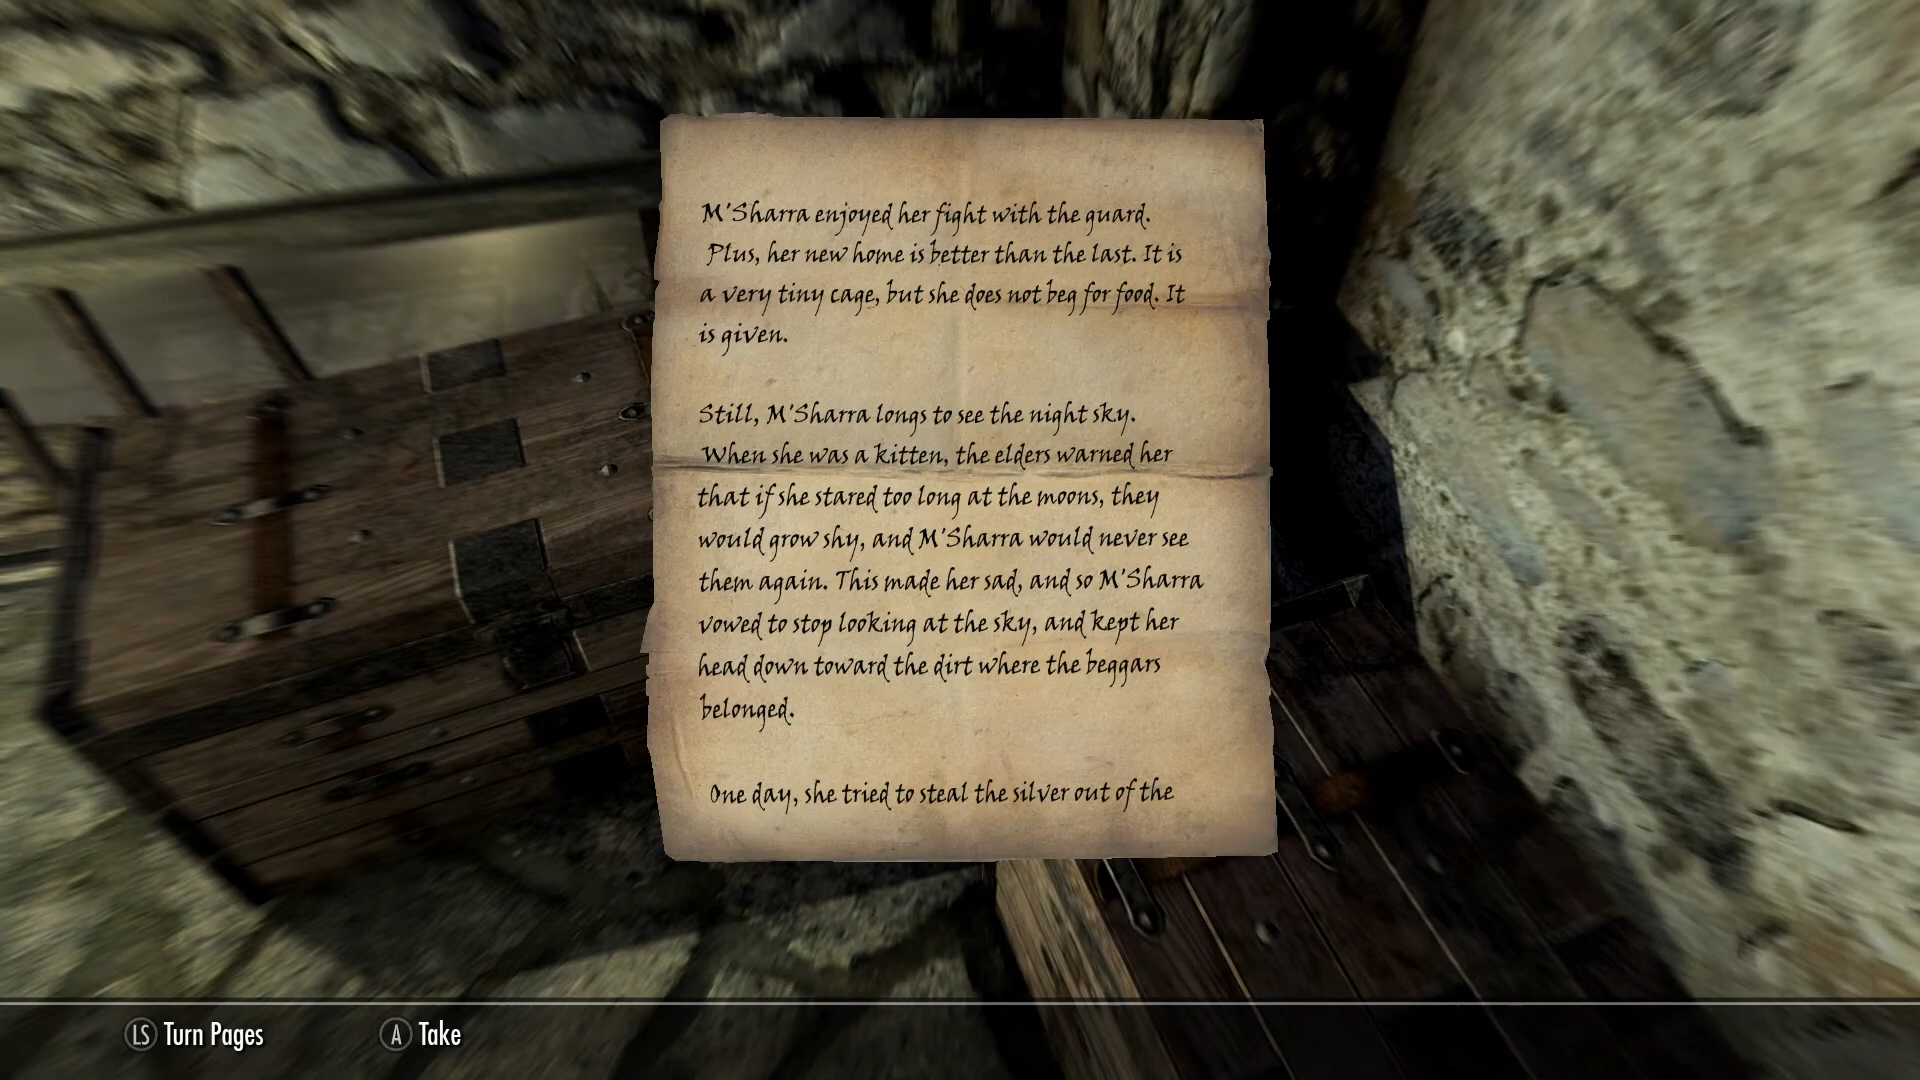 M'Sharra enjoyed her fight with the guard.
Plus, her new home is better than the last. It is
a very tiny cage, but she does not beg for food. It
is given.
Still, M'Sharra longs to see the night sky.
When she was a kitten, the elders warned her
that if she stared too long at the moons, they
would grow shy, and M'Sharra would never see
them again. This made her sad, and so M'Sharra
vowed to stop looking at the sky, and kept her
head down toward the dirt where the beggars
belonged.
One day, she tried to steal the silver out of the
LS Turn Pages
A Take